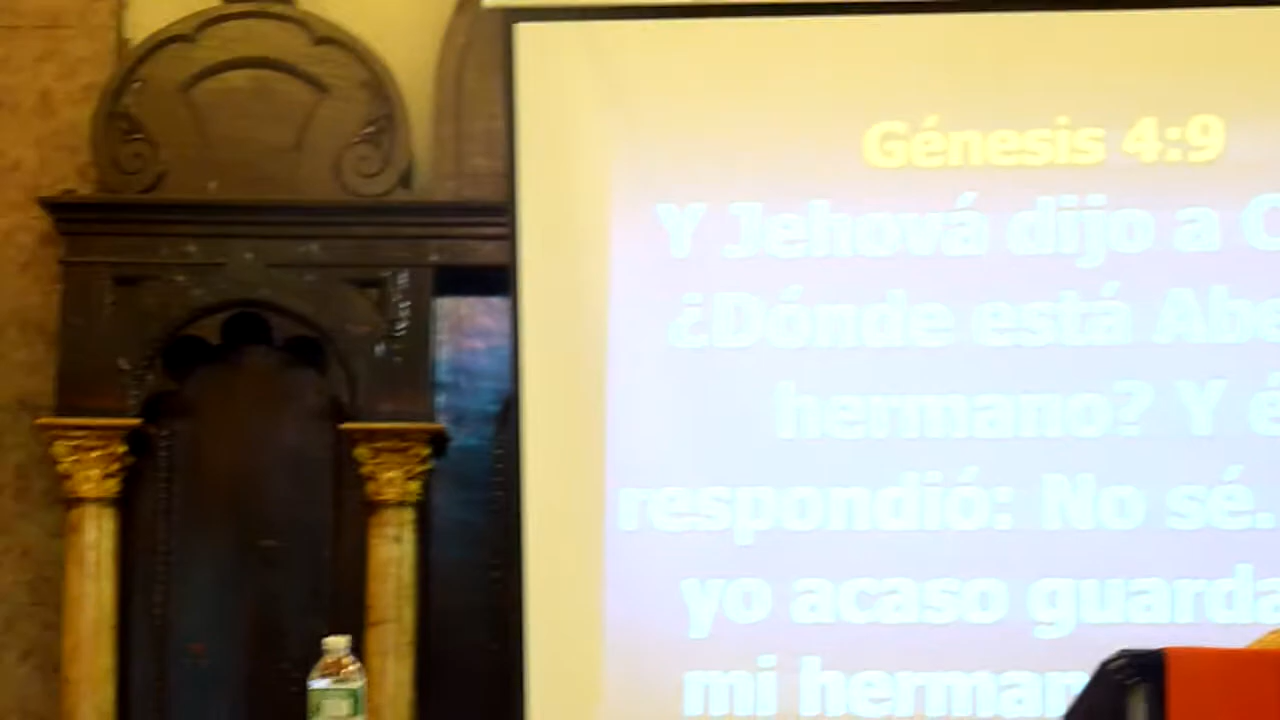 Génesis 4:9
Y Jehová dijo a
¿Dónde está
hermano? Y
respondió: No sé.
yo acaso
mi